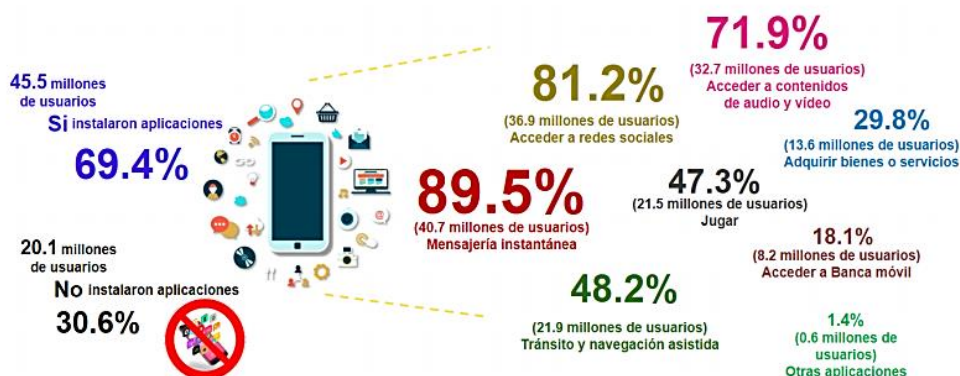 45.5 millones
de usuarios
Si instalaron aplicaciones
69.4%
20.1 millones
de usuarios
No instalaron aplicaciones
30.6%
89.5%
(40.7 millones de usuarios)
Mensajería instantánea
81.2%
(36.9 millones de usuarios)
Acceder a redes sociales
71.9%
(32.7 millones de usuarios)
Acceder a contenidos
de audio y vídeo
29.8%
(13.6 millones de usuarios)
Adquirir bienes o servicios
47.3%
(21.5 millones de usuarios)
Jugar
18.1%
(8.2 millones de usuarios)
Acceder a Banca móvil
48.2%
(21.9 millones de usuarios)
Tránsito y navegación asistida
1.4%
(0.6 millones de
usuarios)
Otras aplicaciones